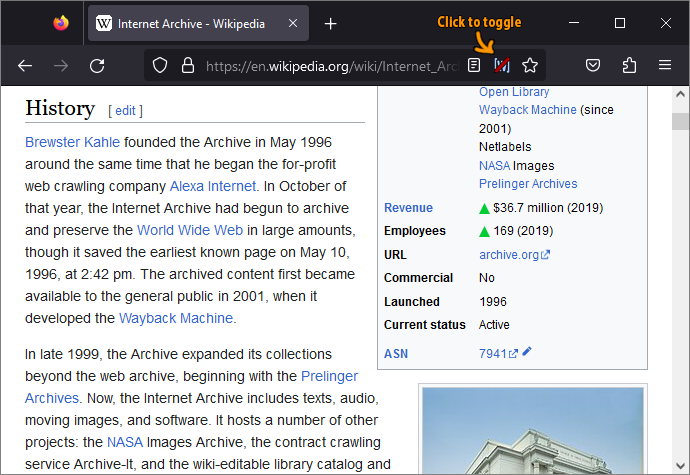 Click to toggle
Internet Archive - Wikipedia
https://en.wikipedia.org/wiki/Internet_Arc
History [ edit ]
Brewster Kahle founded the Archive in May 1996
around the same time that he began the for-profit
web crawling company Alexa Internet. In October of
that year, the Internet Archive had begun to archive
and preserve the World Wide Web in large amounts,
though it saved the earliest known page on May 10,
1996, at 2:42 pm. The archived content first became
available to the general public in 2001, when it
developed the Wayback Machine.
In late 1999, the Archive expanded its collections
beyond the web archive, beginning with the Prelinger
Archives. Now, the Internet Archive includes texts, audio,
moving images, and software. It hosts a number of other
projects: the NASA Images Archive, the contract crawling
service Archive-It, and the wiki-editable library catalog and
Open Library
Wayback Machine (since
2001)
Netlabels
NASA Images
Prelinger Archives
Revenue ▲ $36.7 million (2019)
Employees ▲ 169 (2019)
URL archive.org
Commercial No
Launched 1996
Current status Active
ASN 7941